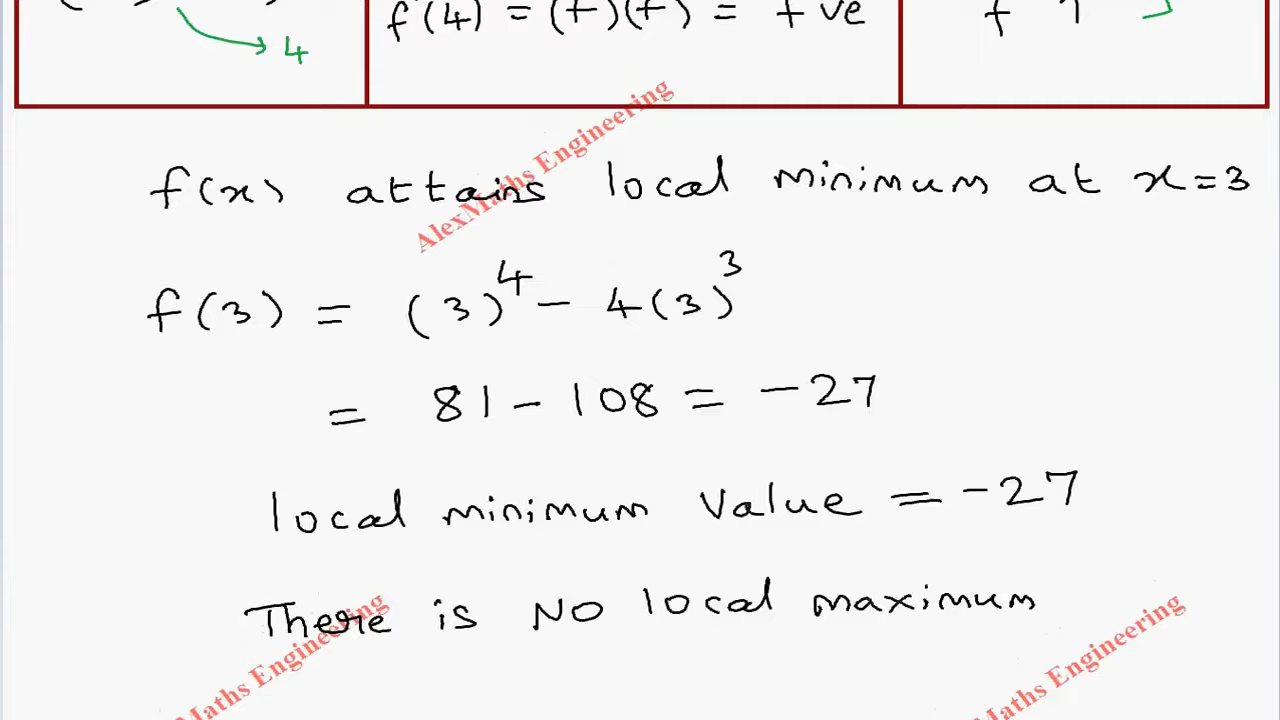 4
f'(4) = (+)(+) = +ve
f ↑
f(x) attains local minimum at x=3
f(3) = (3)⁴ - 4(3)³
= 81 - 108 = -27
local minimum value = -27
There is NO local maximum
AlexMaths Engineering
Maths Engineering
Maths Engineering